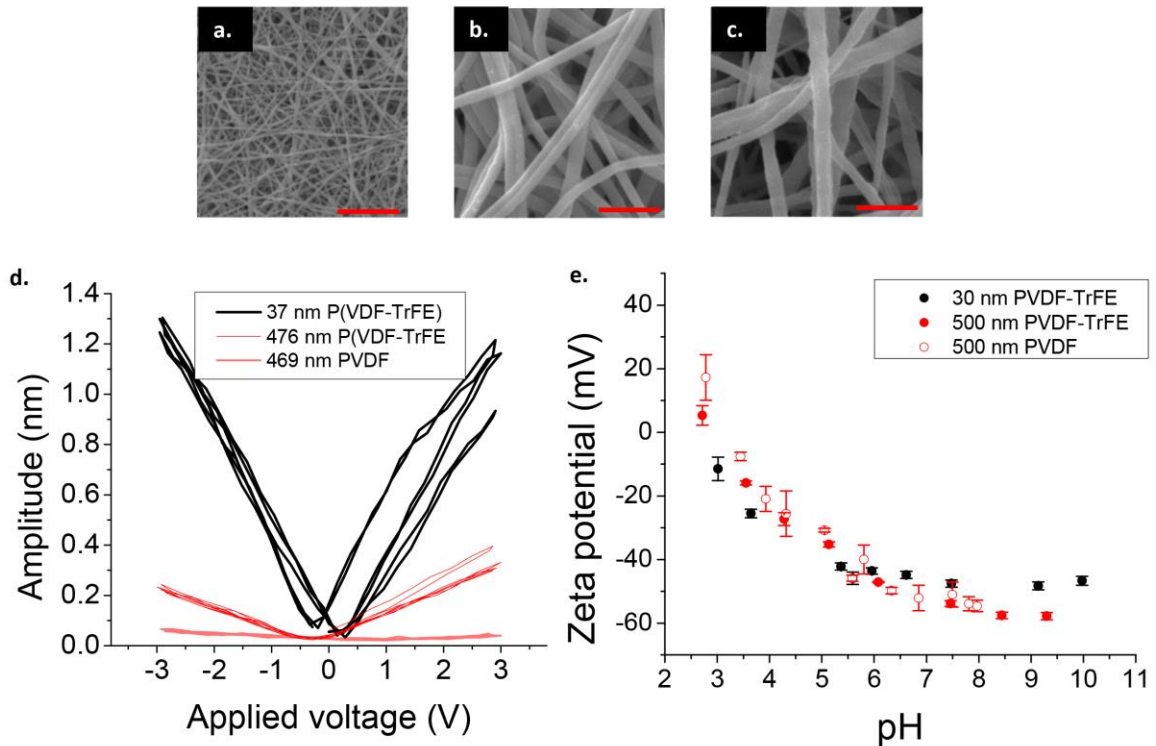 a.
b.
c.
d.
1.4
1.2
1.0
0.8
0.6
0.4
0.2
0.0
Amplitude (nm)
37 nm P(VDF-TrFE)
476 nm P(VDF-TrFE
469 nm PVDF
-3 -2 -1 0 1 2 3
Applied voltage (V)
e.
40
20
0
-20
-40
-60
Zeta potential (mV)
30 nm PVDF-TrFE
500 nm PVDF-TrFE
500 nm PVDF
2 3 4 5 6 7 8 9 10 11
pH